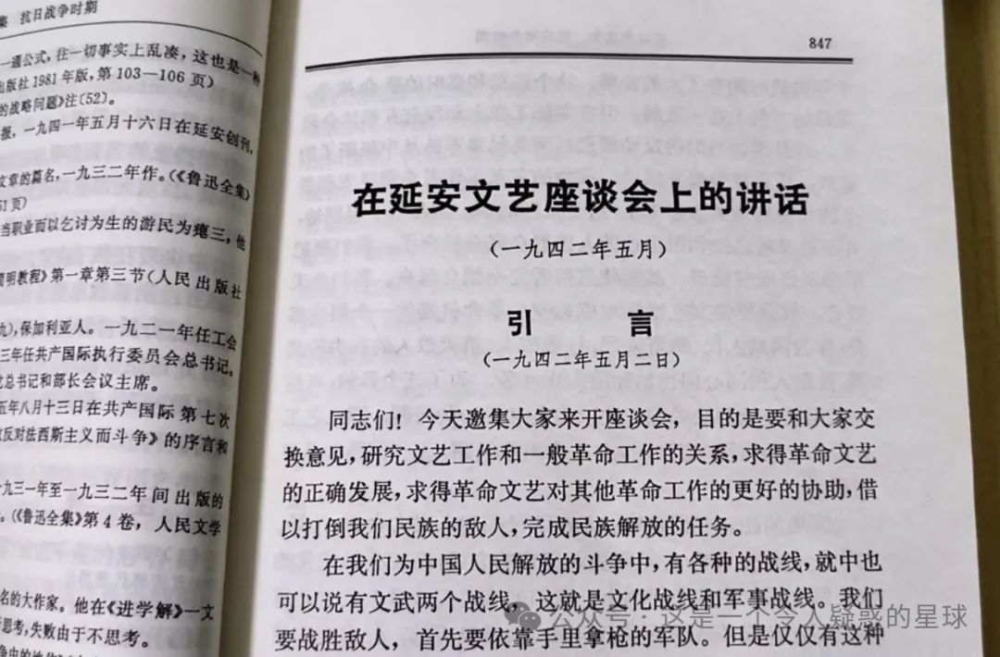 集 抗日战争时期
一通公式，往一切事实上乱凑，这也是一种
出版社1981年版，第103—106页）
的战略问题》注〔52〕。
报，一九四一年五月十六日在延安创刊，
文章的篇名，一九三二年作。（《鲁迅全集》
51页）
当职业而以乞讨为生的游民为瘪三，他
简明教程》第一章第三节（人民出版社
九），保加利亚人。一九二一年任工会
三年任共产国际执行委员会总书记。
党总书记和部长会议主席。
五年八月十三日在共产国际第七次
反对法西斯主义而斗争》的序言和
九三一年至一九三二年间出版的
。（《鲁迅全集》第4卷，人民文学
名的大作家。他在《进学解》一文
思考，失败由于不思考。
847
在延安文艺座谈会上的讲话
（一九四二年五月）
引 言
（一九四二年五月二日）
同志们！今天邀集大家来开座谈会，目的是要和大家交
换意见，研究文艺工作和一般革命工作的关系，求得革命文艺
的正确发展，求得革命文艺对其他革命工作的更好的协助，借
以打倒我们民族的敌人，完成民族解放的任务。
在我们为中国人民解放的斗争中，有各种的战线，就中也
可以说有文武两个战线，这就是文化战线和军事战线。我们
要战胜敌人，首先要依靠手里拿枪的军队。但是仅仅有这种
公众号：这是一个令人疑惑的星球